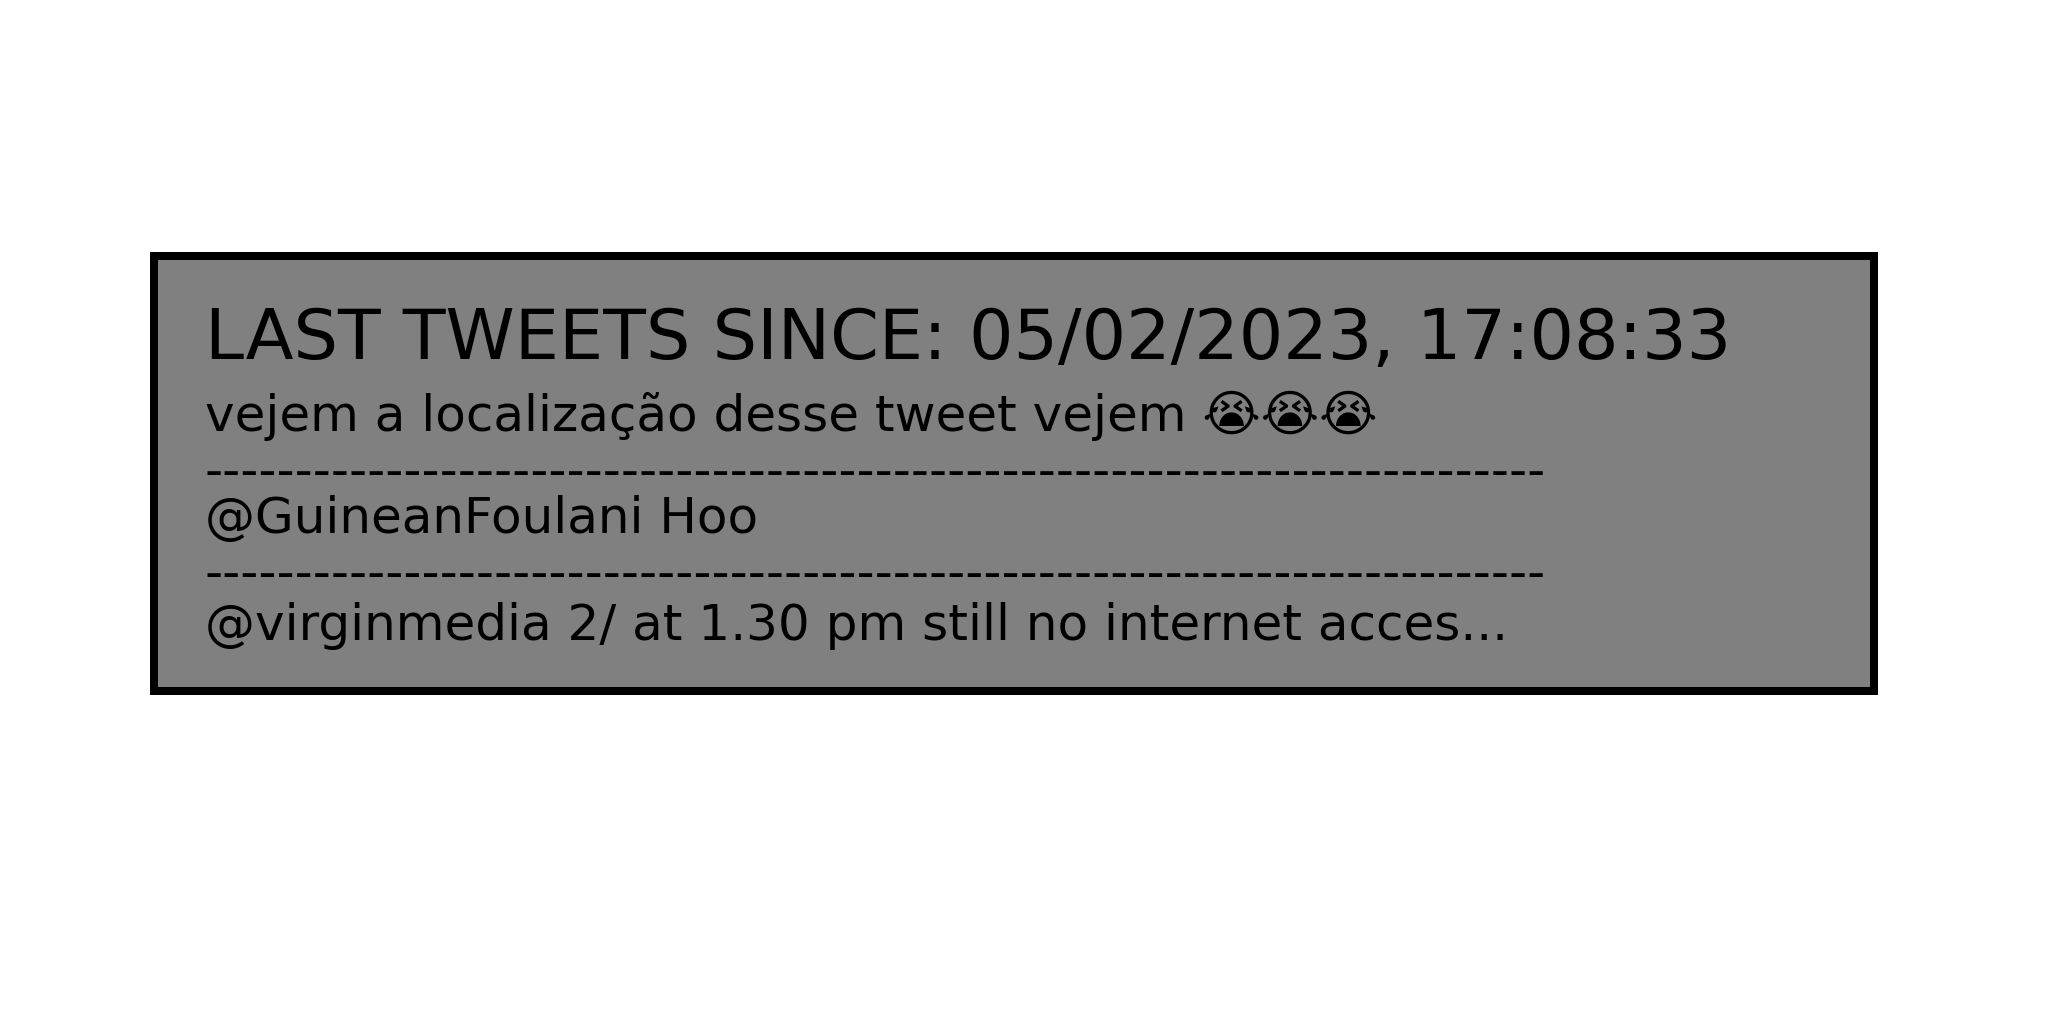 LAST TWEETS SINCE: 05/02/2023, 17:08:33
vejem a localização desse tweet vejem 😭😭😭
--------------------------------------------------------------------------
@GuineanFoulani Hoo
--------------------------------------------------------------------------
@virginmedia 2/ at 1.30 pm still no internet acces...